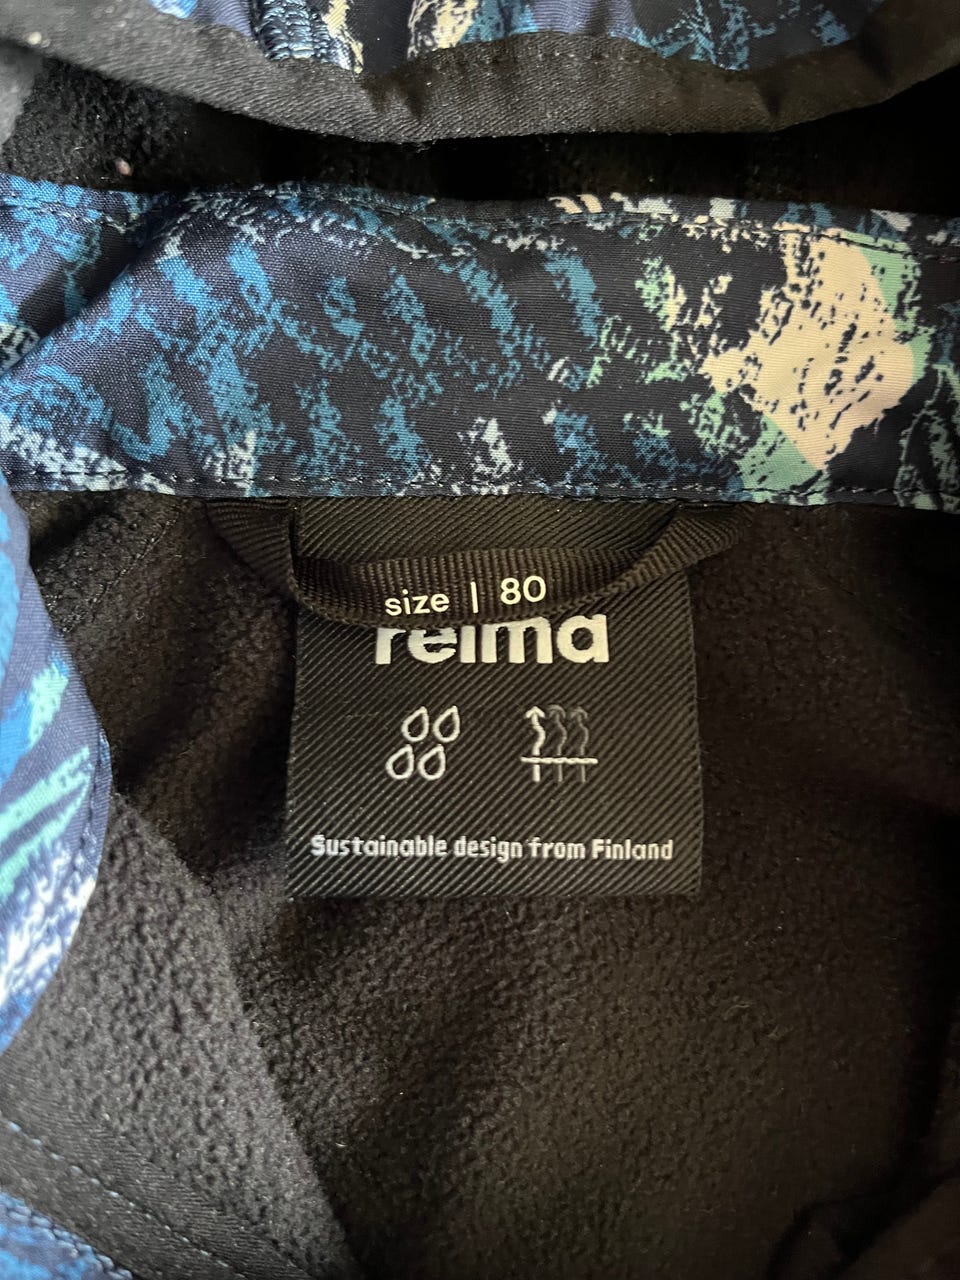 size | 80
reima
Sustainable design from Finland